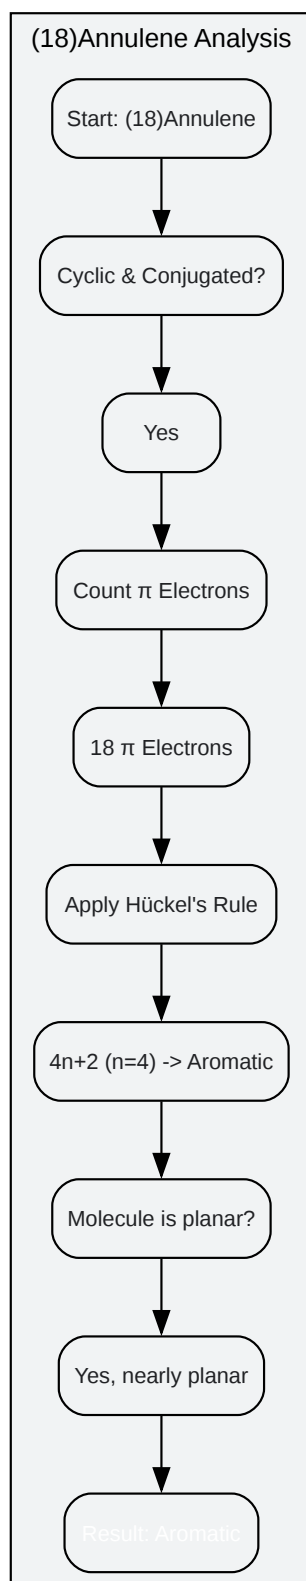 (18)Annulene Analysis
Start: (18)Annulene
Cyclic & Conjugated?
Yes
Count π Electrons
18 π Electrons
Apply Hückel's Rule
4n+2 (n=4) -> Aromatic
Molecule is planar?
Yes, nearly planar
Result: Aromatic